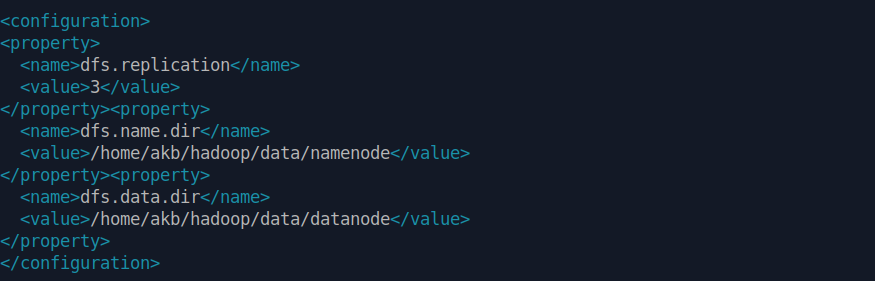 <configuration>
<property>
  <name>dfs.replication</name>
  <value>3</value>
</property><property>
  <name>dfs.name.dir</name>
  <value>/home/akb/hadoop/data/namenode</value>
</property><property>
  <name>dfs.data.dir</name>
  <value>/home/akb/hadoop/data/datanode</value>
</property>
</configuration>